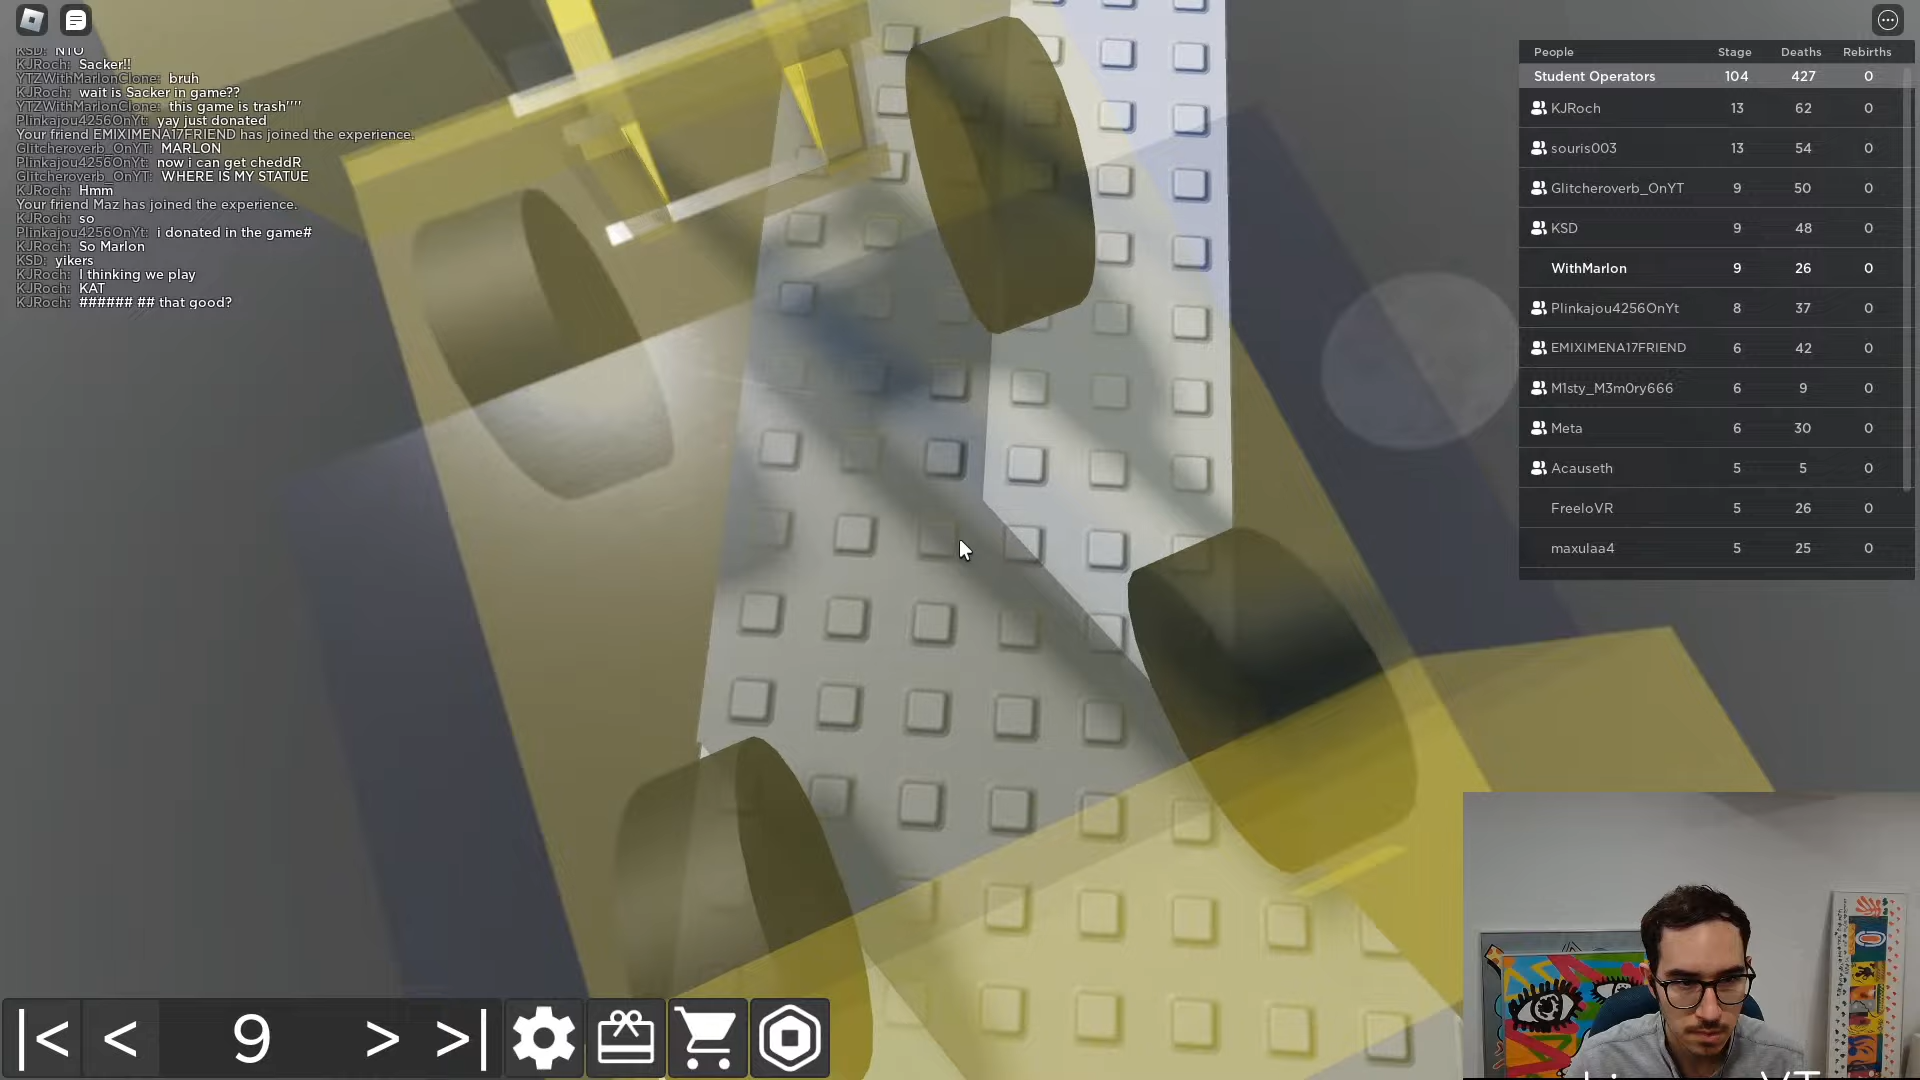 KSD: NTO
KJRoch: Sacker!!
YTZWithMarlonClone: bruh
KJRoch: wait is Sacker in game??
YTZWithMarlonClone: this game is trash''''
Plinkajou4256OnYt: yay just donated
Your friend EMIXIMENA17FRIEND has joined the experience.
Glitcheroverb_OnYT: MARLON
Plinkajou4256OnYt: now i can get cheddR
Glitcheroverb_OnYT: WHERE IS MY STATUE
KJRoch: Hmm
Your friend Maz has joined the experience.
KJRoch: so
Plinkajou4256OnYt: i donated in the game#
KJRoch: So Marlon
KSD: yikers
KJRoch: I thinking we play
KJRoch: KAT
KJRoch: ###### ## that good?
People Stage Deaths Rebirths
Student Operators 104 427 0
KJRoch 13 62 0
souris003 13 54 0
Glitcheroverb_OnYT 9 50 0
KSD 9 48 0
WithMarlon 9 26 0
Plinkajou4256OnYt 8 37 0
EMIXIMENA17FRIEND 6 42 0
M1sty_M3m0ry666 6 9 0
Meta 6 30 0
Acauseth 5 5 0
FreeloVR 5 26 0
maxulaa4 5 25 0
|< < 9 > >|